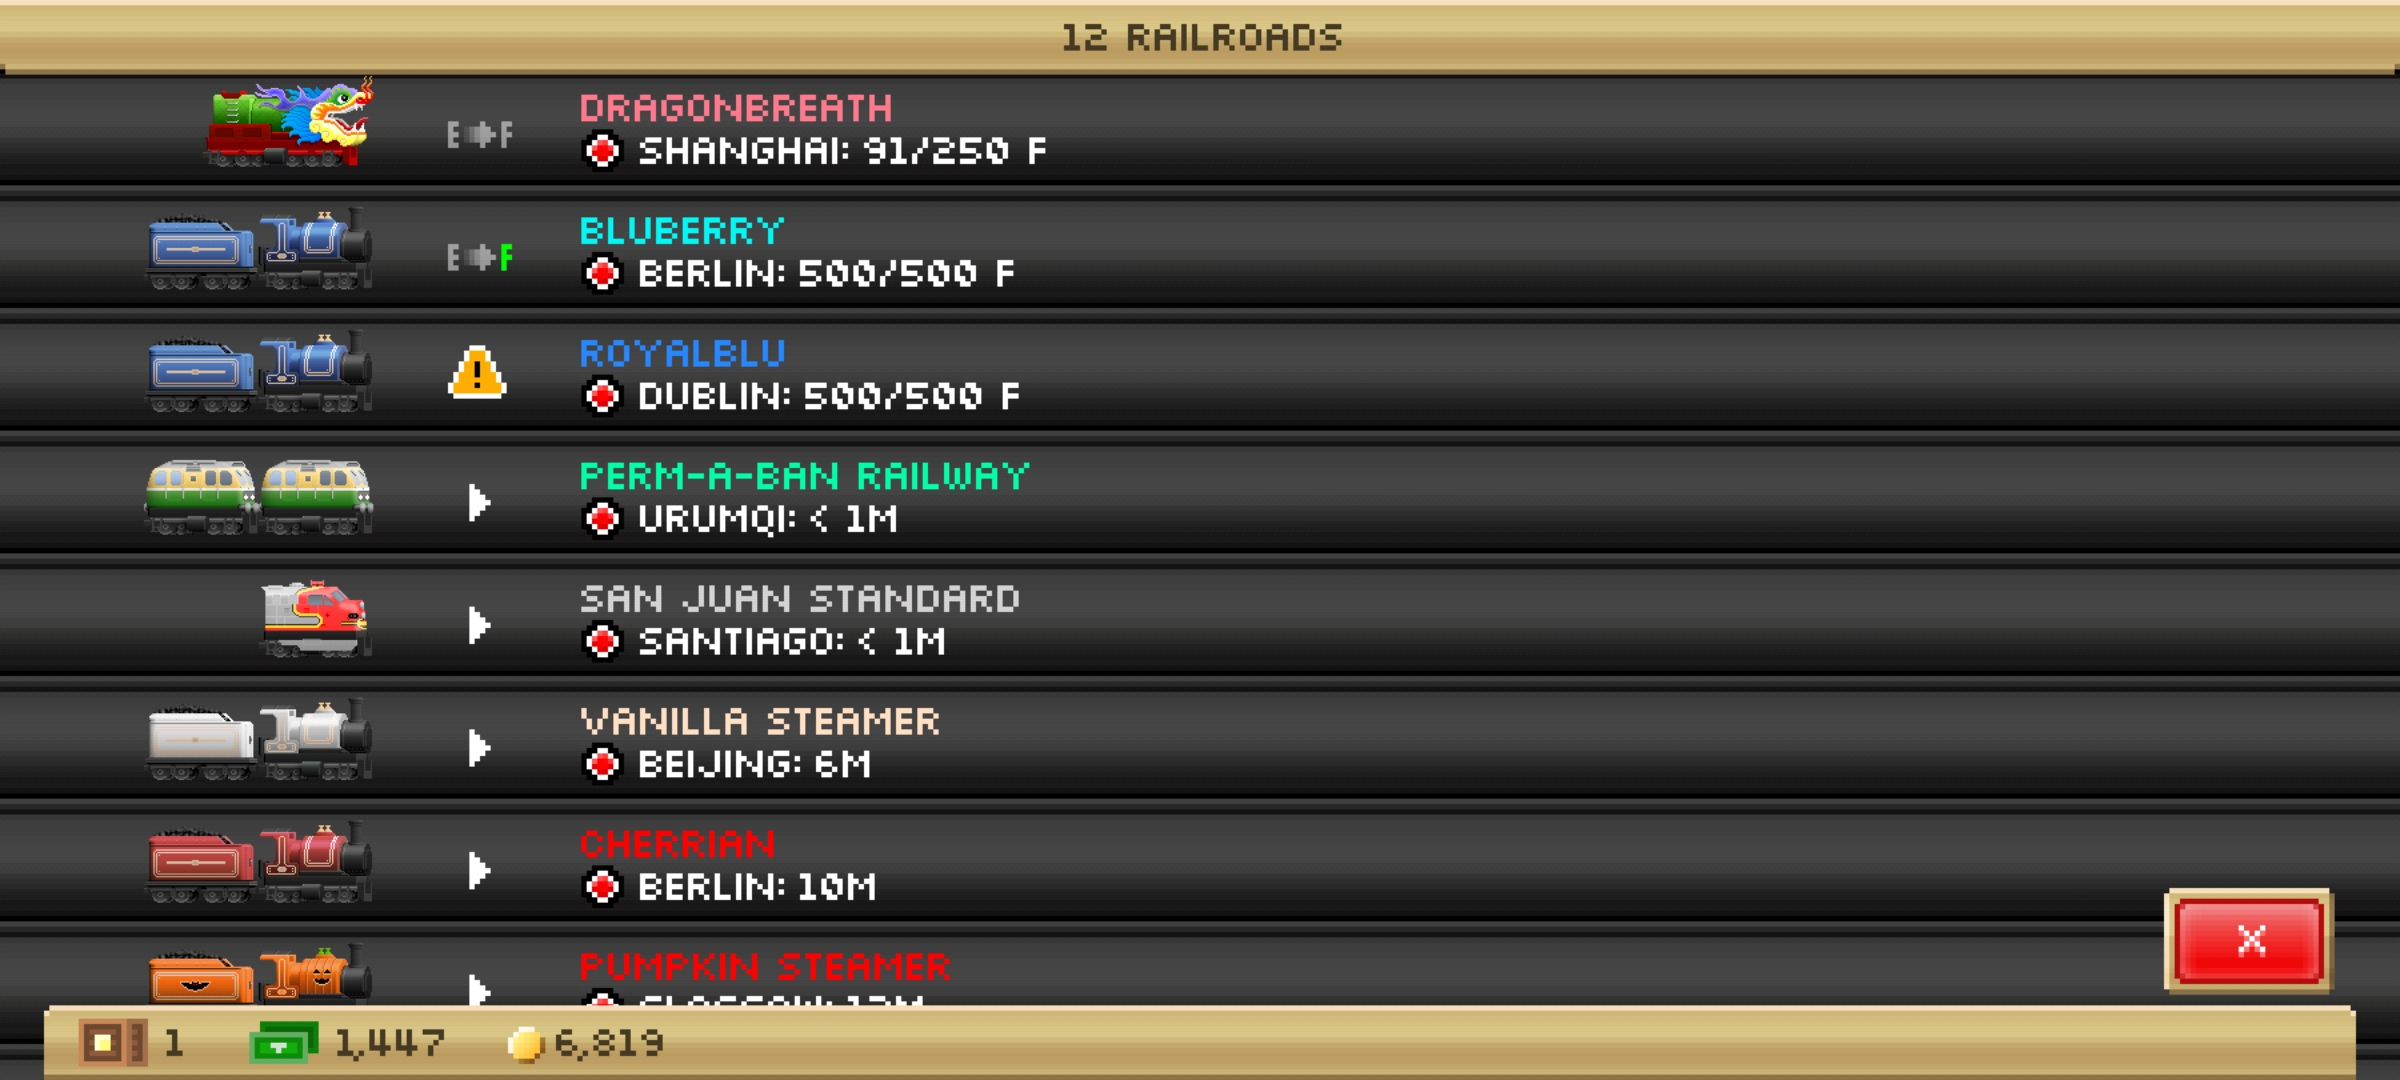 12 RAILROADS
DRAGONBREATH
E F
SHANGHAI: 91/250 F
BLUBERRY
E F
BERLIN: 500/500 F
ROYALBLU
!
DUBLIN: 500/500 F
PERM-A-BAN RAILWAY
URUMQI: < 1M
SAN JUAN STANDARD
SANTIAGO: < 1M
VANILLA STEAMER
BEIJING: 6M
CHERRIAN
BERLIN: 10M
PUMPKIN STEAMER
X
1 1,447 6,819